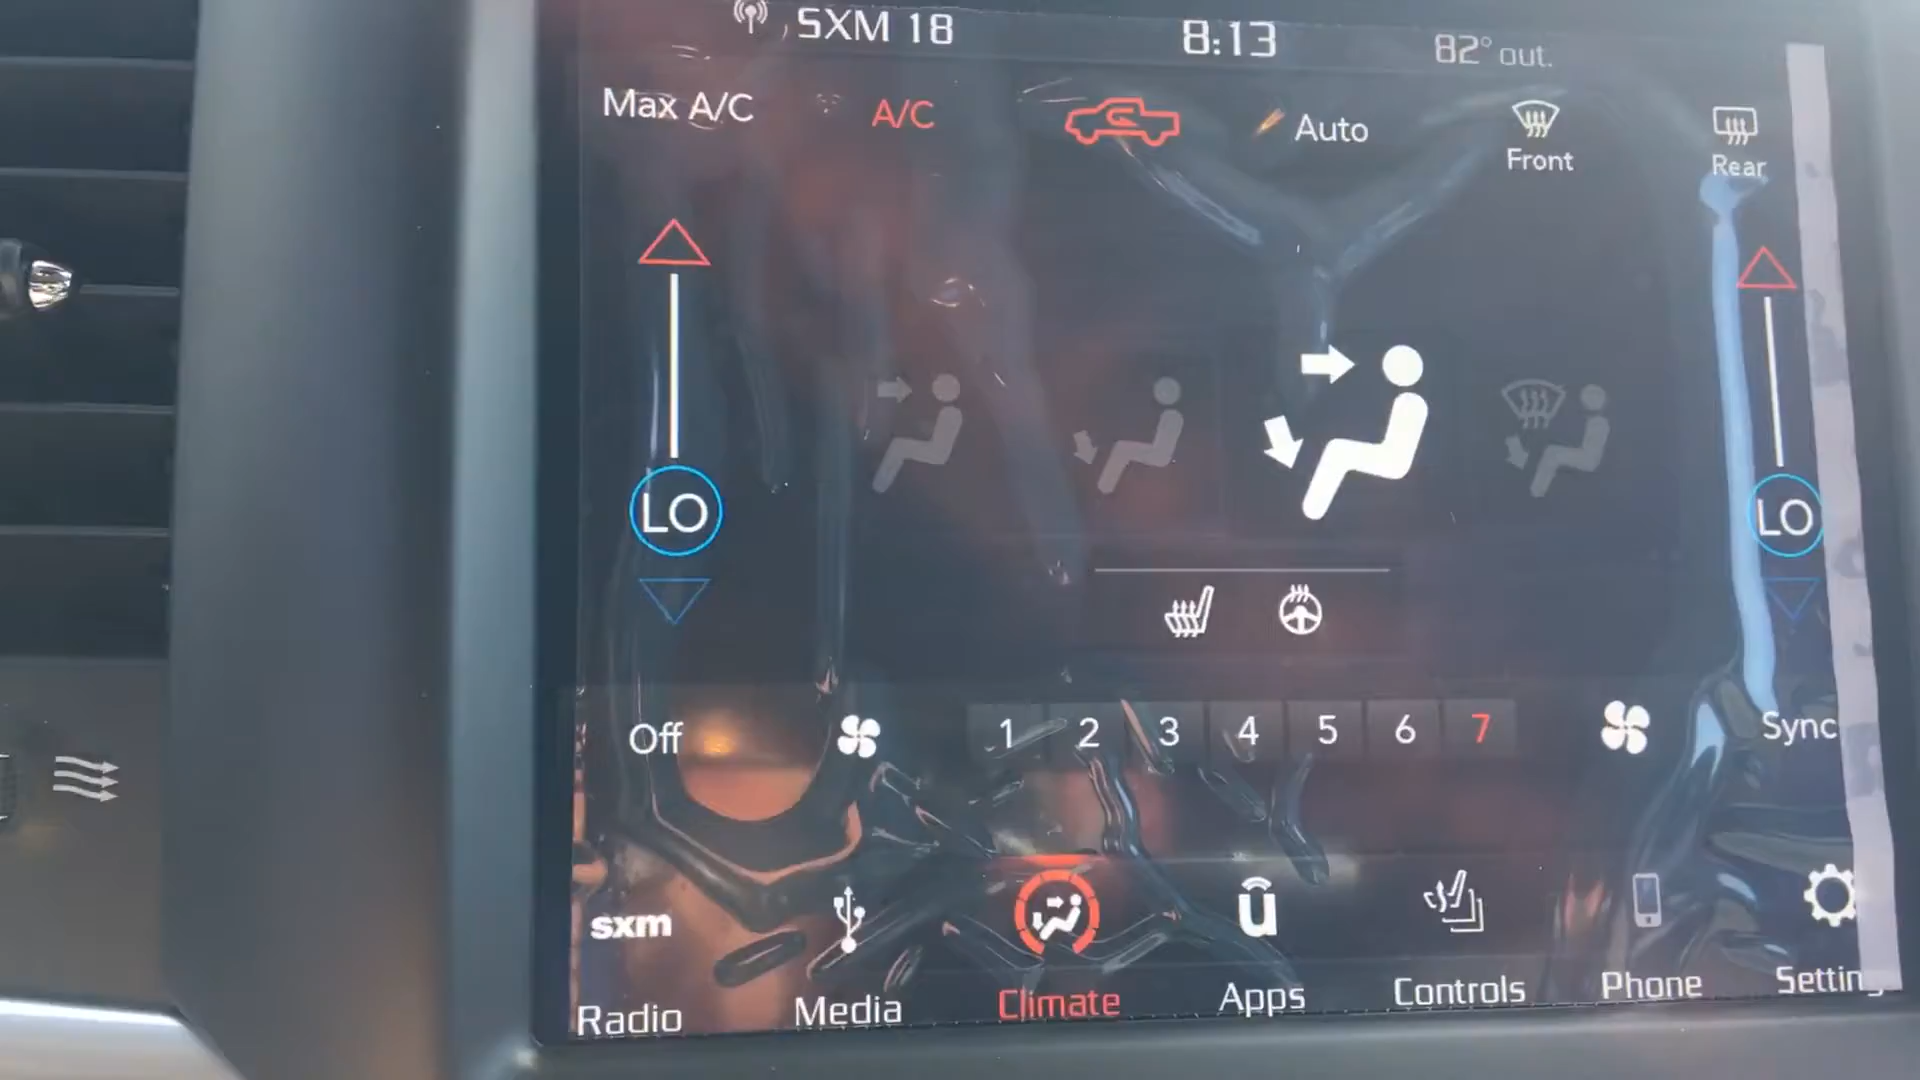 SXM 18 8:13 82° out.
Max A/C A/C Auto Front Rear
LO LO
Off 1 2 3 4 5 6 7 Sync
sxm ū
Radio Media Climate Apps Controls Phone Setting